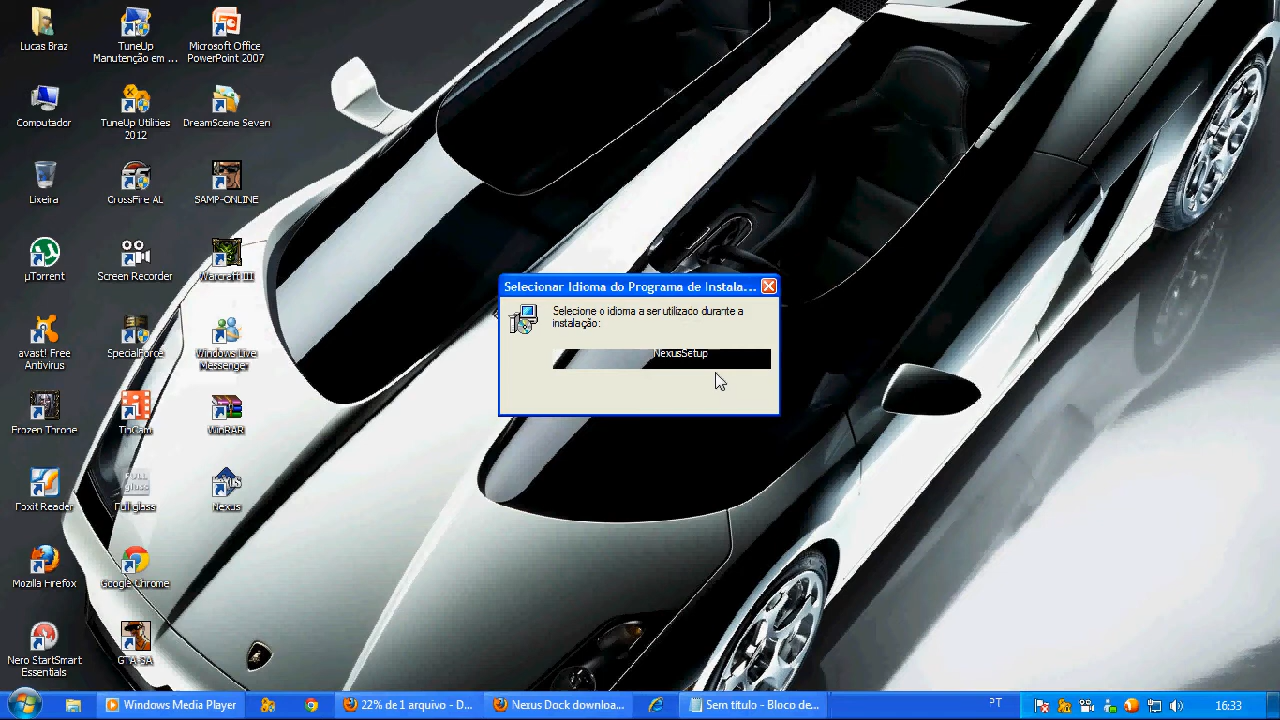 Lucas Braz
TuneUp
Manutenção em ...
Microsoft Office
PowerPoint 2007
Computador
TuneUp Utilities
2012
DreamScene Seven
Lixeira
CrossFire AL
SAMP-ONLINE
µTorrent
Screen Recorder
Warcraft III
avast! Free
Antivirus
SpecialForce
Windows Live
Messenger
Frozen Throne
TipCam
WinRAR
Foxit Reader
FULL
glass
Full glass
Nexus
Mozilla Firefox
Google Chrome
Nero StartSmart
Essentials
GTA SA
Selecionar Idioma do Programa de Instala...
Selecione o idioma a ser utilizado durante a
instalação:
NexusSetup
Windows Media Player
22% de 1 arquivo - D...
Nexus Dock downloa...
Sem título - Bloco de...
PT
16:33